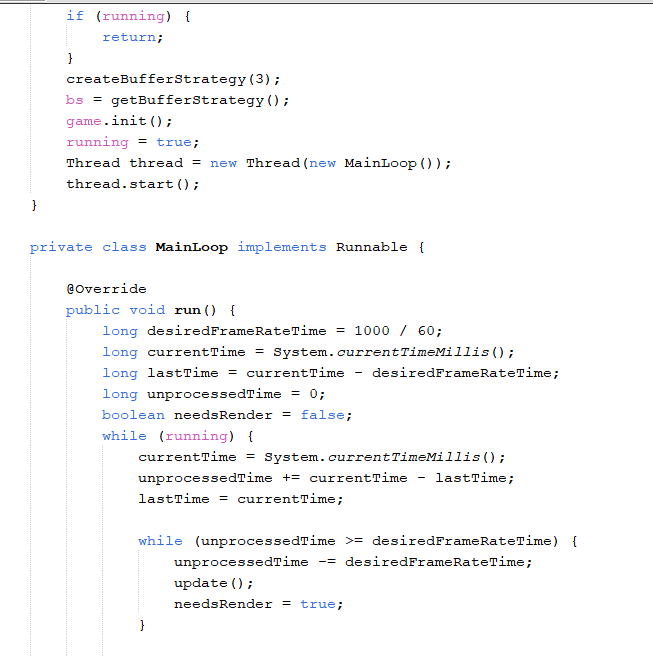 if (running) {
return;
}
createBufferStrategy(3);
bs = getBufferStrategy();
game.init();
running = true;
Thread thread = new Thread(new MainLoop());
thread.start();
}
private class MainLoop implements Runnable {
@Override
public void run() {
long desiredFrameRateTime = 1000 / 60;
long currentTime = System.currentTimeMillis();
long lastTime = currentTime - desiredFrameRateTime;
long unprocessedTime = 0;
boolean needsRender = false;
while (running) {
currentTime = System.currentTimeMillis();
unprocessedTime += currentTime - lastTime;
lastTime = currentTime;
while (unprocessedTime >= desiredFrameRateTime) {
unprocessedTime -= desiredFrameRateTime;
update();
needsRender = true;
}